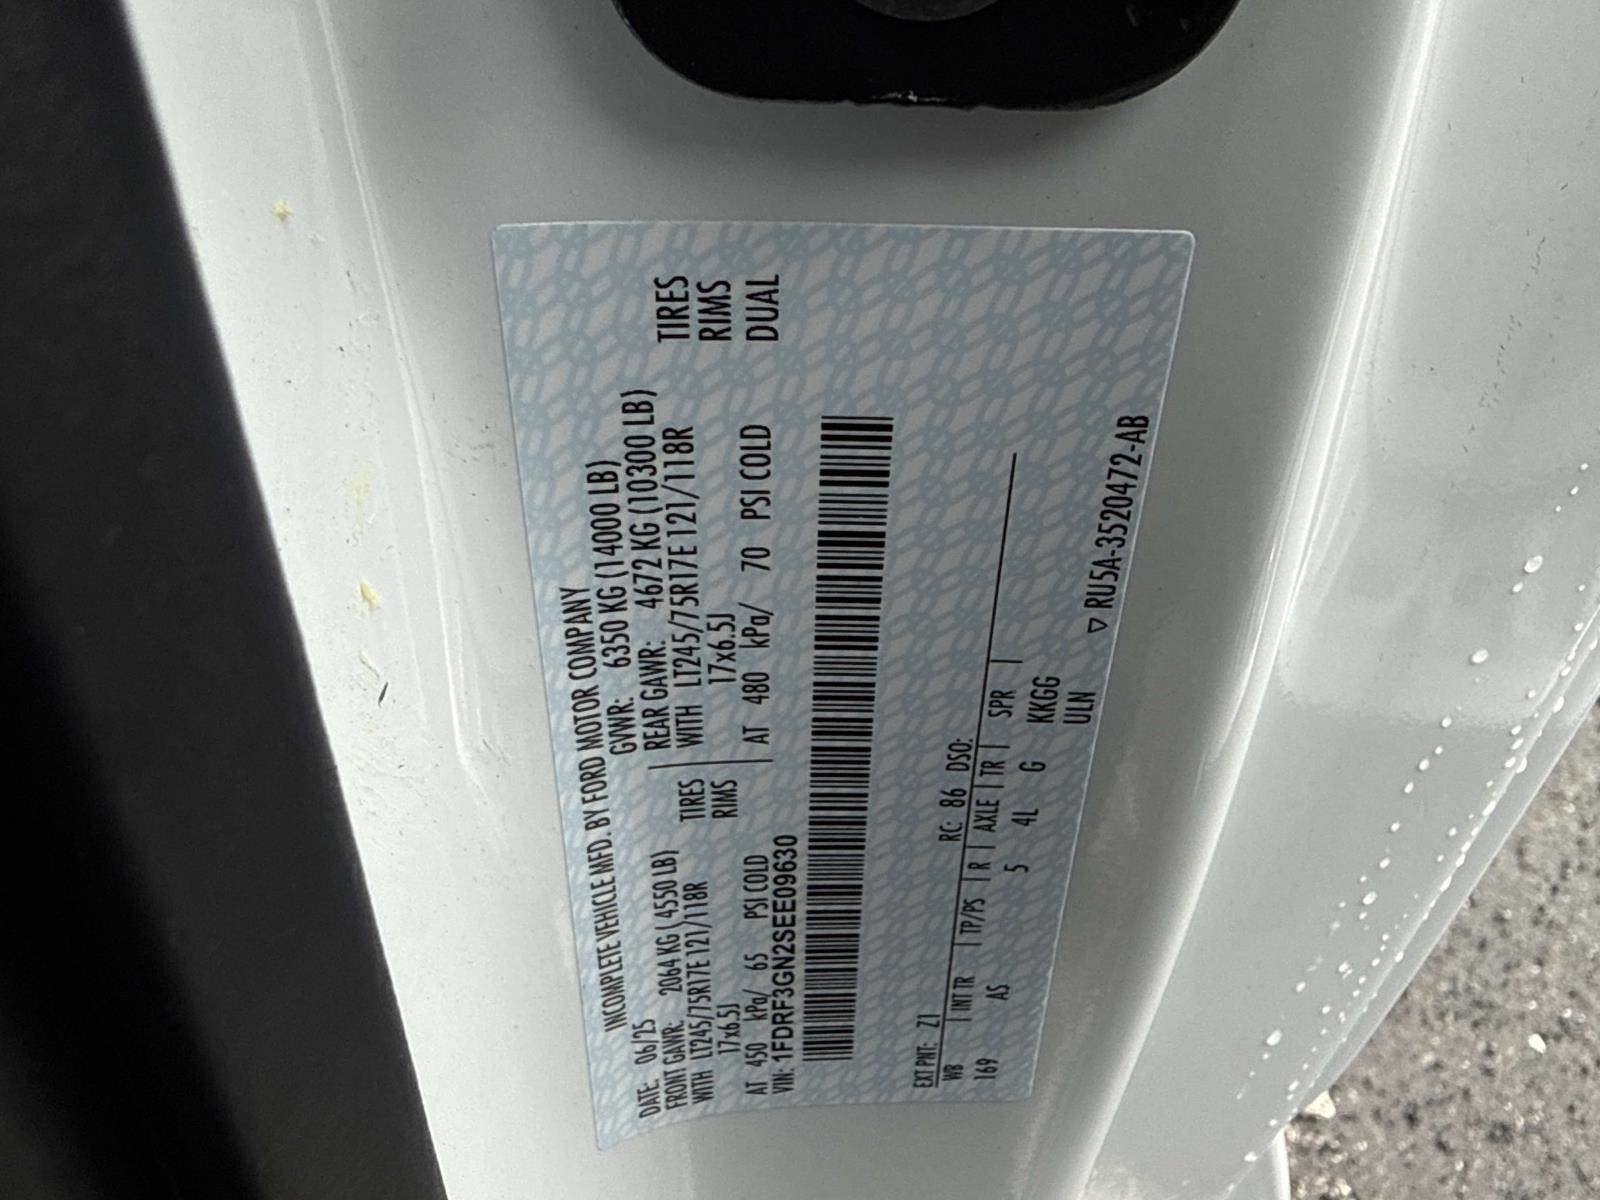 INCOMPLETE VEHICLE MFD. BY FORD MOTOR COMPANY
DATE: 06/25 GVWR: 6350 KG (14000 LB)
FRONT GAWR: 2064 KG (4550 LB) REAR GAWR: 4672 KG (10300 LB)
WITH LT245/75R17E 121/118R TIRES WITH LT245/75R17E 121/118R TIRES
17x6.5J RIMS 17x6.5J RIMS
AT 450 kPa/ 65 PSI COLD AT 480 kPa/ 70 PSI COLD DUAL
VIN: 1FDRF3GN2SEE09630
EXT PNT: Z1 RC: 86 DSO:
WB INT TR TP/PS R AXLE TR SPR
169 AS 5 4L G KKGG
ULN
RU5A-3520472-AB